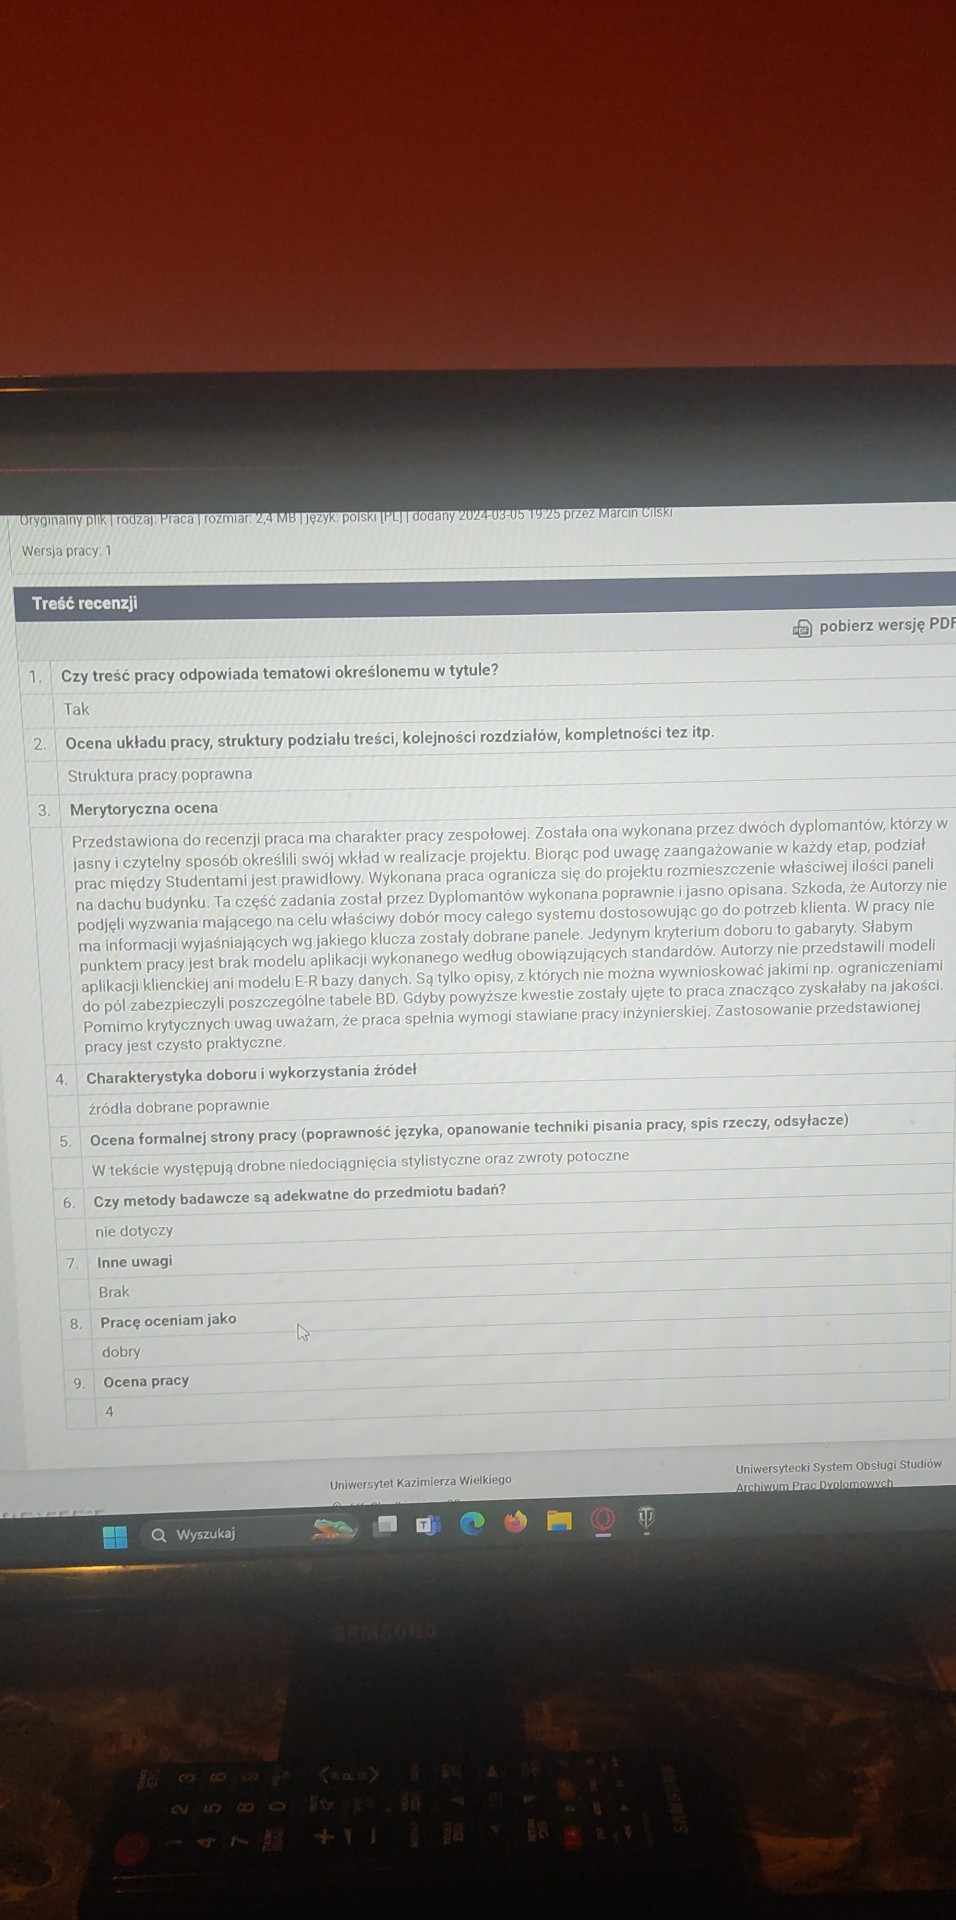 Oryginalny plik | rodzaj: Praca | rozmiar: 2,4 MB | język: polski [PL] | dodany 2024-03-05 19:25 przez Marcin Cilski
Wersja pracy: 1
Treść recenzji
pobierz wersję PDF
1. Czy treść pracy odpowiada tematowi określonemu w tytule?
Tak
2. Ocena układu pracy, struktury podziału treści, kolejności rozdziałów, kompletności tez itp.
Struktura pracy poprawna
3. Merytoryczna ocena
Przedstawiona do recenzji praca ma charakter pracy zespołowej. Została ona wykonana przez dwóch dyplomantów, którzy w
jasny i czytelny sposób określili swój wkład w realizacje projektu. Biorąc pod uwagę zaangażowanie w każdy etap, podział
prac między Studentami jest prawidłowy. Wykonana praca ogranicza się do projektu rozmieszczenie właściwej ilości paneli
na dachu budynku. Ta część zadania został przez Dyplomantów wykonana poprawnie i jasno opisana. Szkoda, że Autorzy nie
podjęli wyzwania mającego na celu właściwy dobór mocy całego systemu dostosowując go do potrzeb klienta. W pracy nie
ma informacji wyjaśniających wg jakiego klucza zostały dobrane panele. Jedynym kryterium doboru to gabaryty. Słabym
punktem pracy jest brak modelu aplikacji wykonanego według obowiązujących standardów. Autorzy nie przedstawili modeli
aplikacji klienckiej ani modelu E-R bazy danych. Są tylko opisy, z których nie można wywnioskować jakimi np. ograniczeniami
do pól zabezpieczyli poszczególne tabele BD. Gdyby powyższe kwestie zostały ujęte to praca znacząco zyskałaby na jakości.
Pomimo krytycznych uwag uważam, że praca spełnia wymogi stawiane pracy inżynierskiej. Zastosowanie przedstawionej
pracy jest czysto praktyczne.
4. Charakterystyka doboru i wykorzystania źródeł
źródła dobrane poprawnie
5. Ocena formalnej strony pracy (poprawność języka, opanowanie techniki pisania pracy, spis rzeczy, odsyłacze)
W tekście występują drobne niedociągnięcia stylistyczne oraz zwroty potoczne
6. Czy metody badawcze są adekwatne do przedmiotu badań?
nie dotyczy
7. Inne uwagi
Brak
8. Pracę oceniam jako
dobry
9. Ocena pracy
4
Uniwersytet Kazimierza Wielkiego
Uniwersytecki System Obsługi Studiów
Archiwum Prac Dyplomowych
Wyszukaj
SAMSUNG